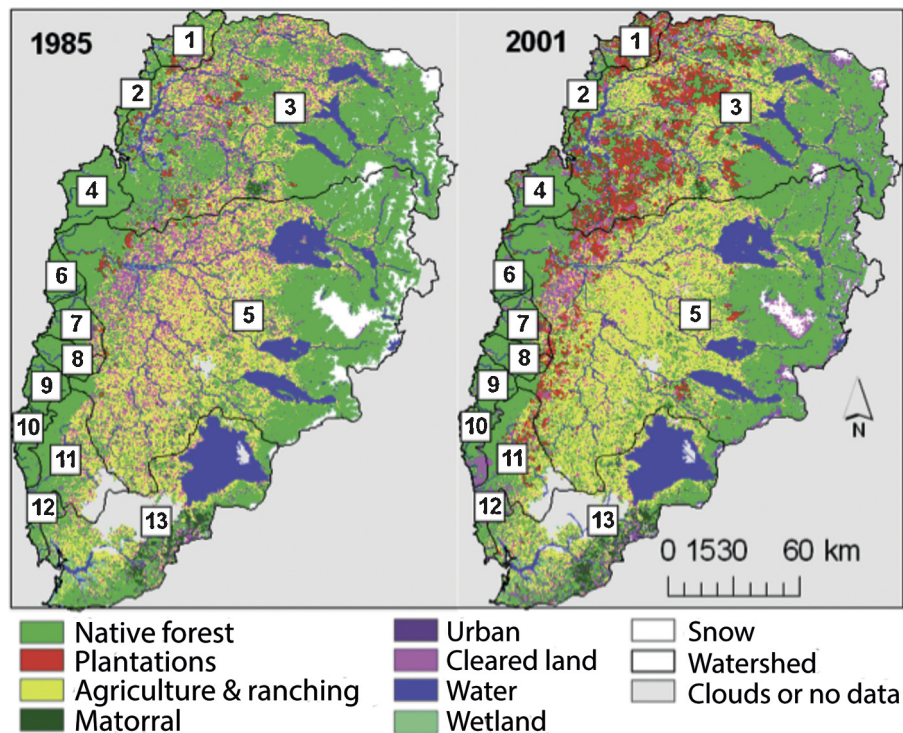 1985
1
2
3
4
5
6
7
8
9
10
11
12
13
2001
1
2
3
4
5
6
7
8
9
10
11
12
13
N
0 1530 60 km
Native forest
Plantations
Agriculture & ranching
Matorral
Urban
Cleared land
Water
Wetland
Snow
Watershed
Clouds or no data